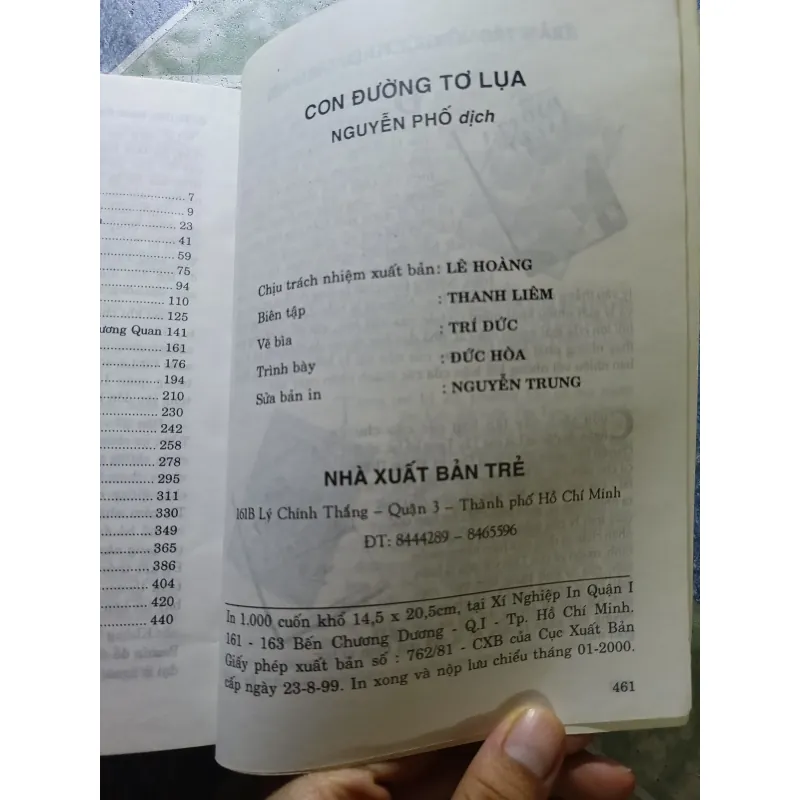 7
9
23
41
59
75
94
110
125
ương Quan 141
161
176
194
210
230
242
258
278
295
311
330
349
365
386
404
420
440
CON ĐƯỜNG TƠ LỤA
NGUYỄN PHỐ dịch
Chịu trách nhiệm xuất bản: LÊ HOÀNG
Biên tập : THANH LIÊM
Vẽ bìa : TRÍ ĐỨC
Trình bày : ĐỨC HÒA
Sửa bản in : NGUYỄN TRUNG
NHÀ XUẤT BẢN TRẺ
161B Lý Chính Thắng – Quận 3 – Thành phố Hồ Chí Minh
ĐT: 8444289 – 8465596
In 1.000 cuốn khổ 14,5 x 20,5cm, tại Xí Nghiệp In Quận I
161 - 163 Bến Chương Dương - Q.I - Tp. Hồ Chí Minh.
Giấy phép xuất bản số : 762/81 - CXB của Cục Xuất Bản
cấp ngày 23-8-99. In xong và nộp lưu chiểu tháng 01-2000.
461